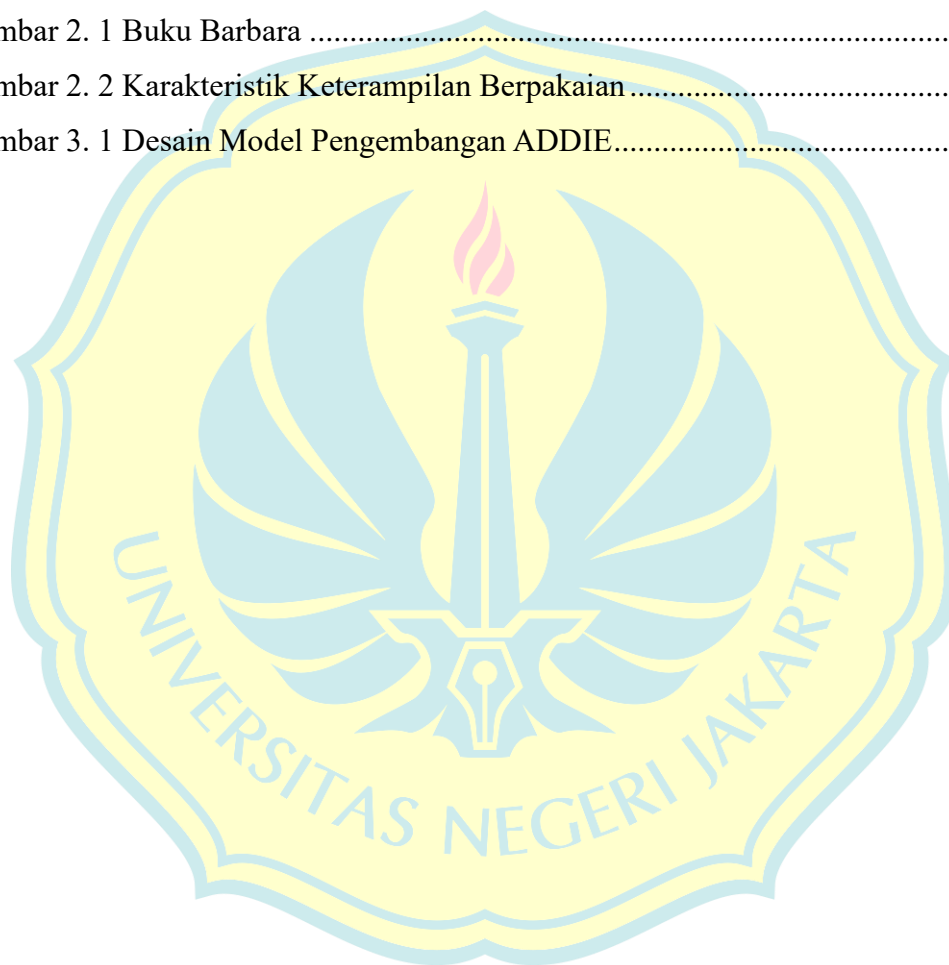 mbar 2. 1 Buku Barbara ................................................................................
mbar 2. 2 Karakteristik Keterampilan Berpakaian ........................................
mbar 3. 1 Desain Model Pengembangan ADDIE..........................................
UNIVERSITAS NEGERI JAKARTA